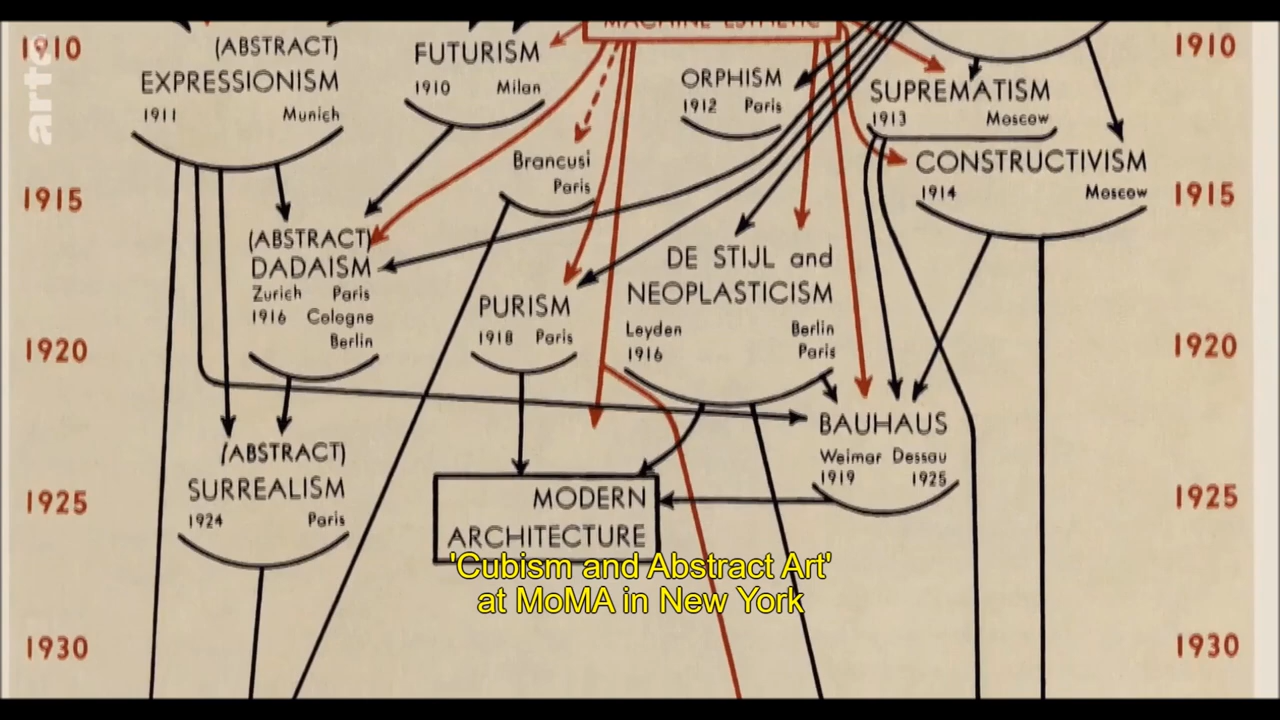 MACHINE ESTHETIC
1910
(ABSTRACT)
EXPRESSIONISM
1911 Munich
FUTURISM
1910 Milan
ORPHISM
1912 Paris
SUPREMATISM
1913 Moscow
1910
arte
Brancusi
Paris
CONSTRUCTIVISM
1914 Moscow
1915
1915
(ABSTRACT)
DADAISM
Zurich Paris
1916 Cologne
Berlin
PURISM
1918 Paris
DE STIJL and
NEOPLASTICISM
Leyden Berlin
1916 Paris
1920
1920
BAUHAUS
Weimar Dessau
1919 1925
(ABSTRACT)
SURREALISM
1924 Paris
MODERN
ARCHITECTURE
1925
1925
'Cubism and Abstract Art'
at MoMA in New York
1930
1930